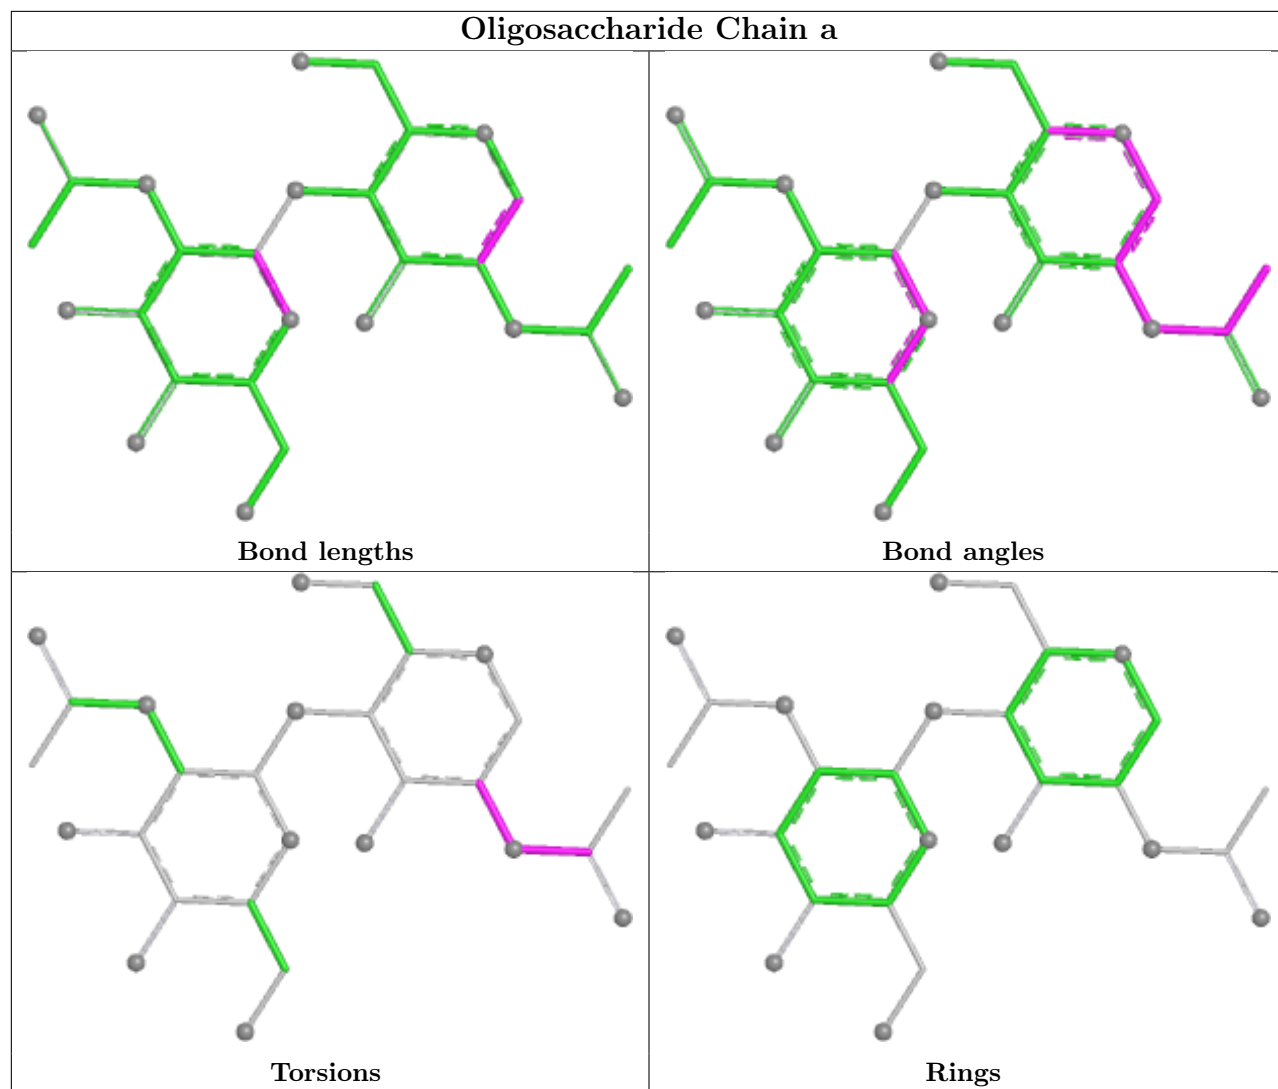 Oligosaccharide Chain a
Bond lengths
Bond angles
Torsions
Rings